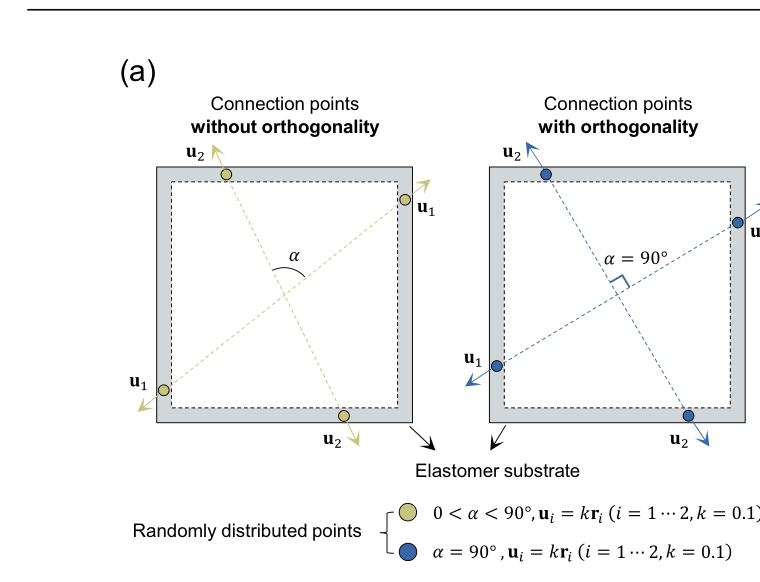 (a)
Connection points
without orthogonality
Connection points
with orthogonality
u₂
u₁
α
u₁
u₂
u₂
α = 90°
u₁
u₂
Elastomer substrate
Randomly distributed points
0 < α < 90°, uᵢ = krᵢ (i = 1 ⋯ 2, k = 0.1)
α = 90° , uᵢ = krᵢ (i = 1 ⋯ 2, k = 0.1)